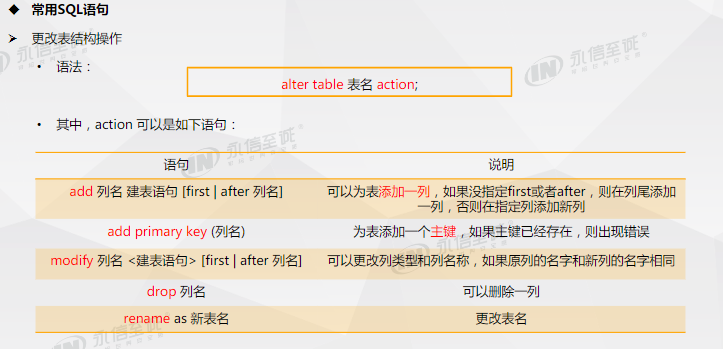 常用SQL语句
更改表结构操作
语法：
alter table 表名 action;
其中，action 可以是如下语句：
语句 说明
add 列名 建表语句 [first | after 列名] 可以为表添加一列，如果没指定first或者after，则在列尾添加
一列，否则在指定列添加新列
add primary key (列名) 为表添加一个主键，如果主键已经存在，则出现错误
modify 列名 <建表语句> [first | after 列名] 可以更改列类型和列名称，如果原列的名字和新列的名字相同
drop 列名 可以删除一列
rename as 新表名 更改表名
永信至诚